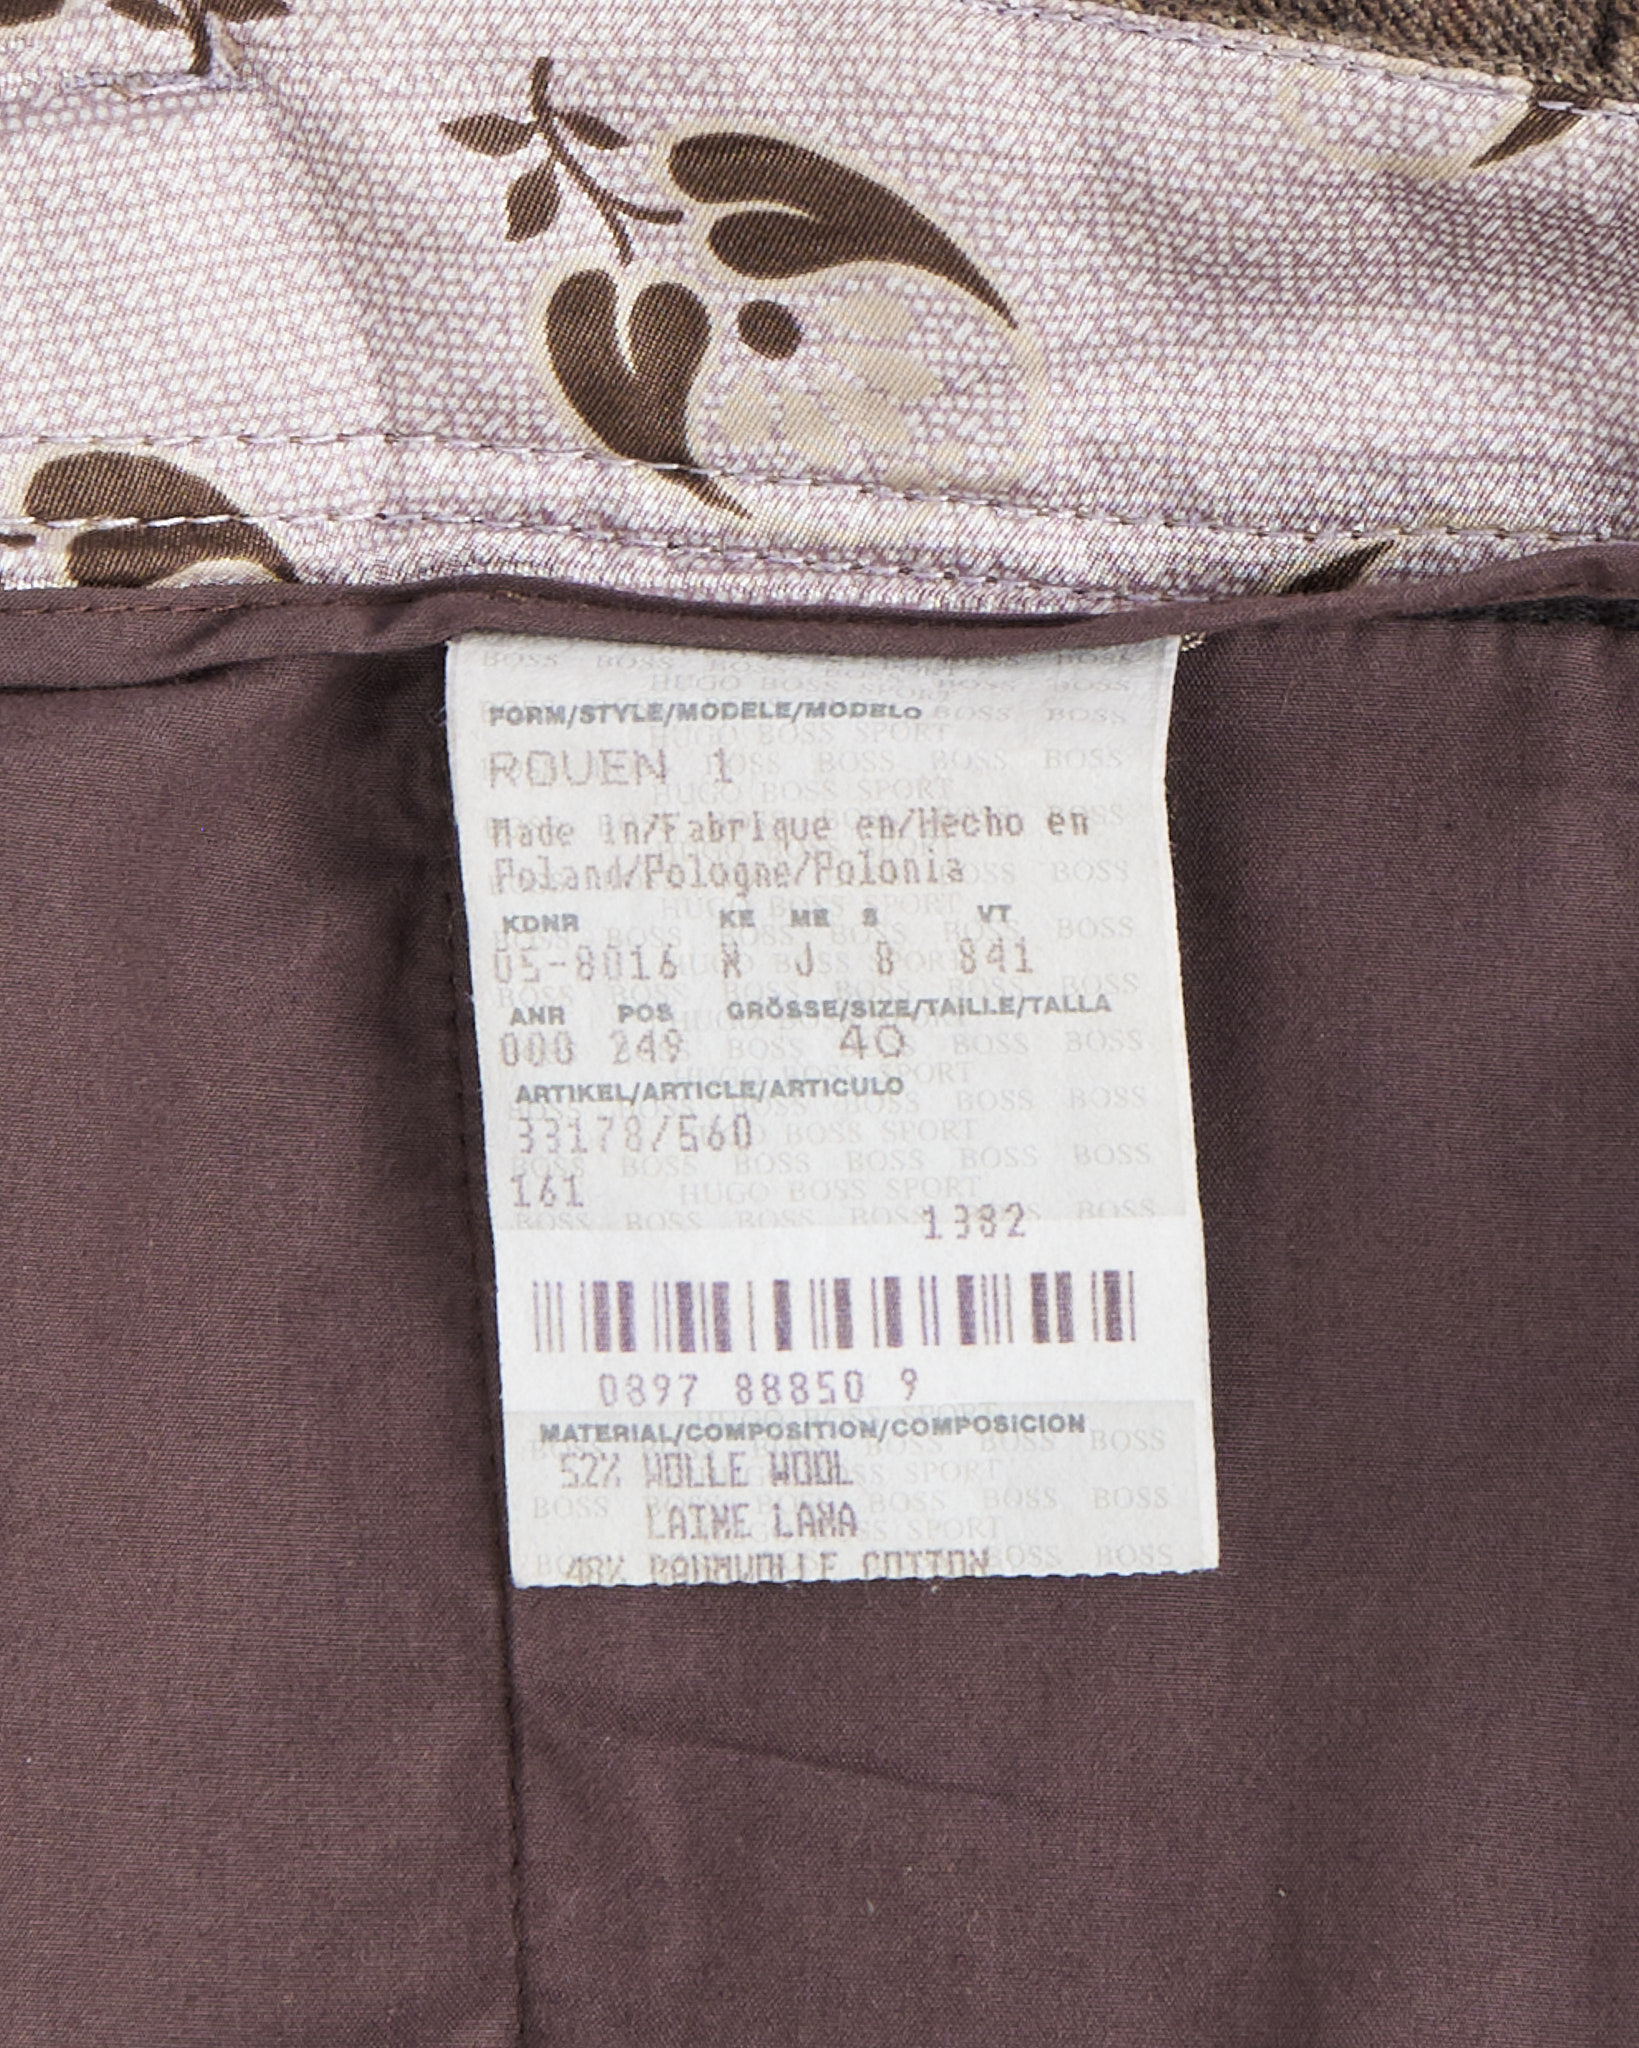 FORM/STYLE/MODELE/MODELO
ROUEN 1
Made in/Fabrique en/Hecho en
Poland/Pologne/Polonia
KDNR KE ME S VT
05-8016 N J 8 841
ANR POS GRÖSSE/SIZE/TAILLE/TALLA
000 249 40
ARTIKEL/ARTICLE/ARTICULO
33178/560
161
1382
0897 88850 9
MATERIAL/COMPOSITION/COMPOSICION
52% WOLLE WOOL
LAINE LANA
48% BAUMWOLLE COTTON